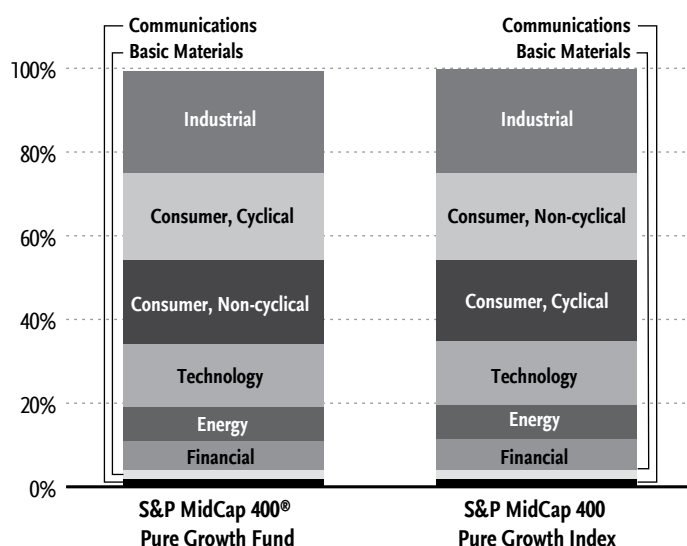 Communications
Basic Materials
Communications
Basic Materials
100%
80%
60%
40%
20%
0%
Industrial
Consumer, Cyclical
Consumer, Non-cyclical
Technology
Energy
Financial
Industrial
Consumer, Non-cyclical
Consumer, Cyclical
Technology
Energy
Financial
S&P MidCap 400®
Pure Growth Fund
S&P MidCap 400
Pure Growth Index